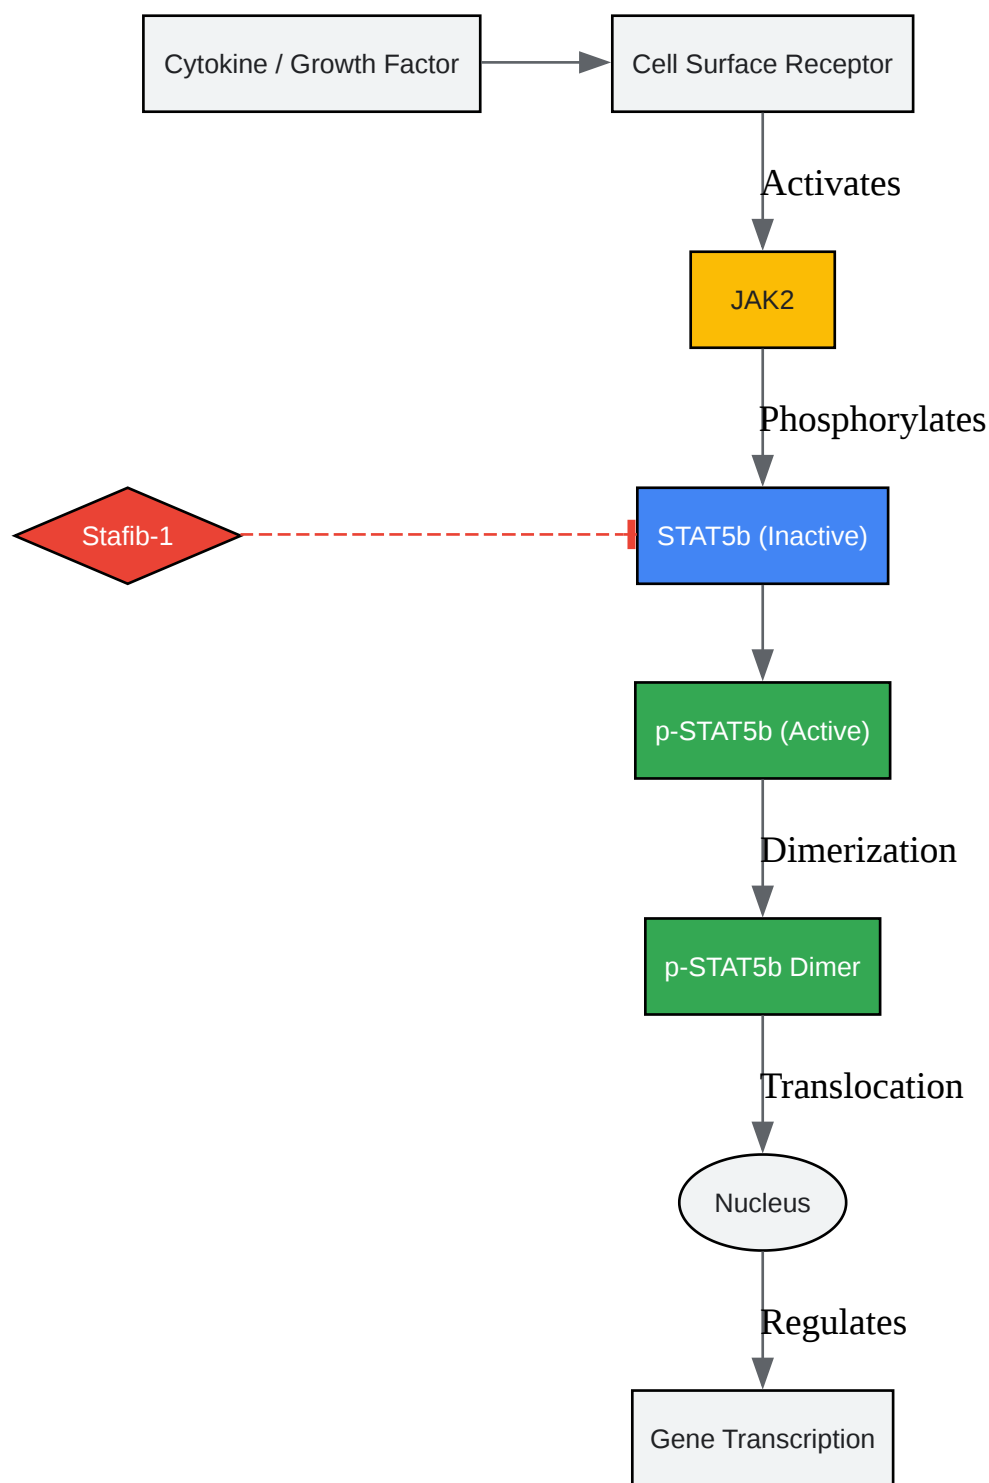 Cytokine / Growth Factor
Cell Surface Receptor
Activates
JAK2
Phosphorylates
Stafib-1
STAT5b (Inactive)
p-STAT5b (Active)
Dimerization
p-STAT5b Dimer
Translocation
Nucleus
Regulates
Gene Transcription